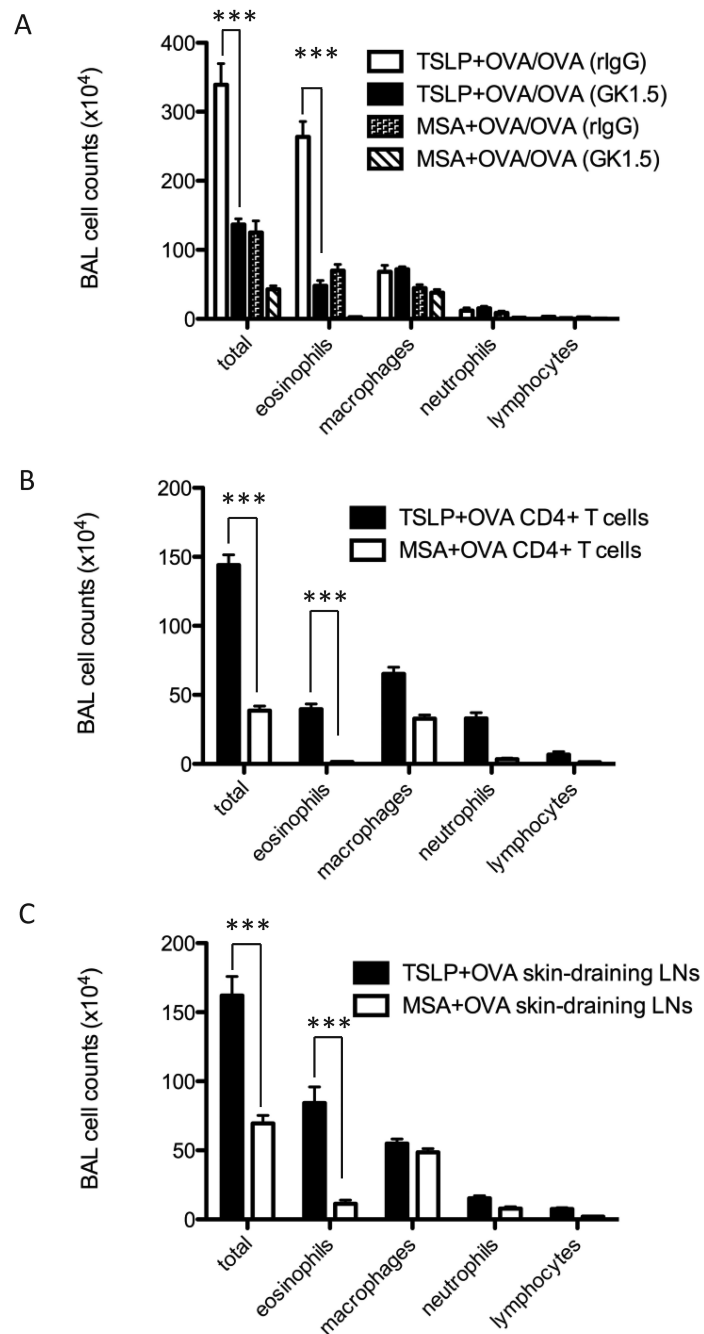 A
***
***
400
300
200
100
0
BAL cell counts (x10⁴)
TSLP+OVA/OVA (rIgG)
TSLP+OVA/OVA (GK1.5)
MSA+OVA/OVA (rIgG)
MSA+OVA/OVA (GK1.5)
total
eosinophils
macrophages
neutrophils
lymphocytes
B
***
***
200
150
100
50
0
BAL cell counts (x10⁴)
TSLP+OVA CD4+ T cells
MSA+OVA CD4+ T cells
total
eosinophils
macrophages
neutrophils
lymphocytes
C
***
***
200
150
100
50
0
BAL cell counts (x10⁴)
TSLP+OVA skin-draining LNs
MSA+OVA skin-draining LNs
total
eosinophils
macrophages
neutrophils
lymphocytes